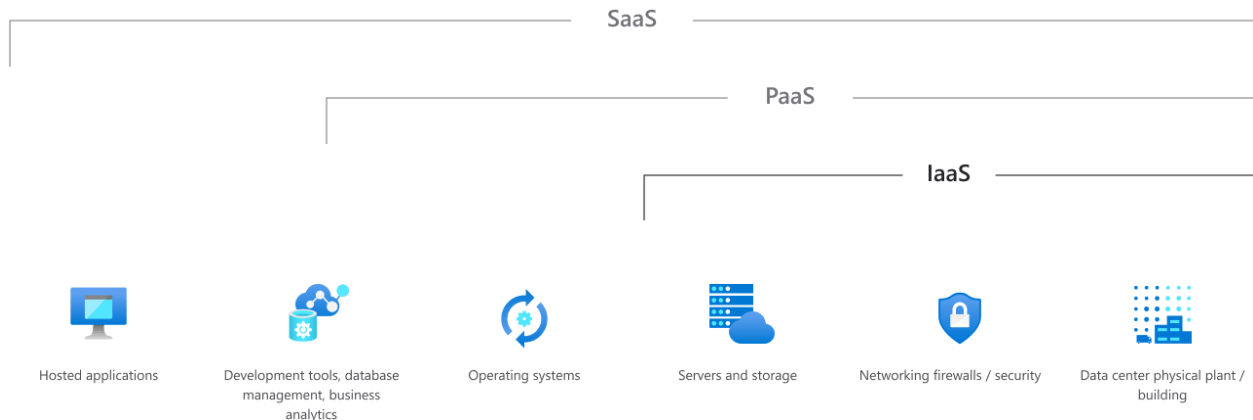 SaaS
PaaS
IaaS
Hosted applications
Development tools, database
management, business
analytics
Operating systems
Servers and storage
Networking firewalls / security
Data center physical plant /
building